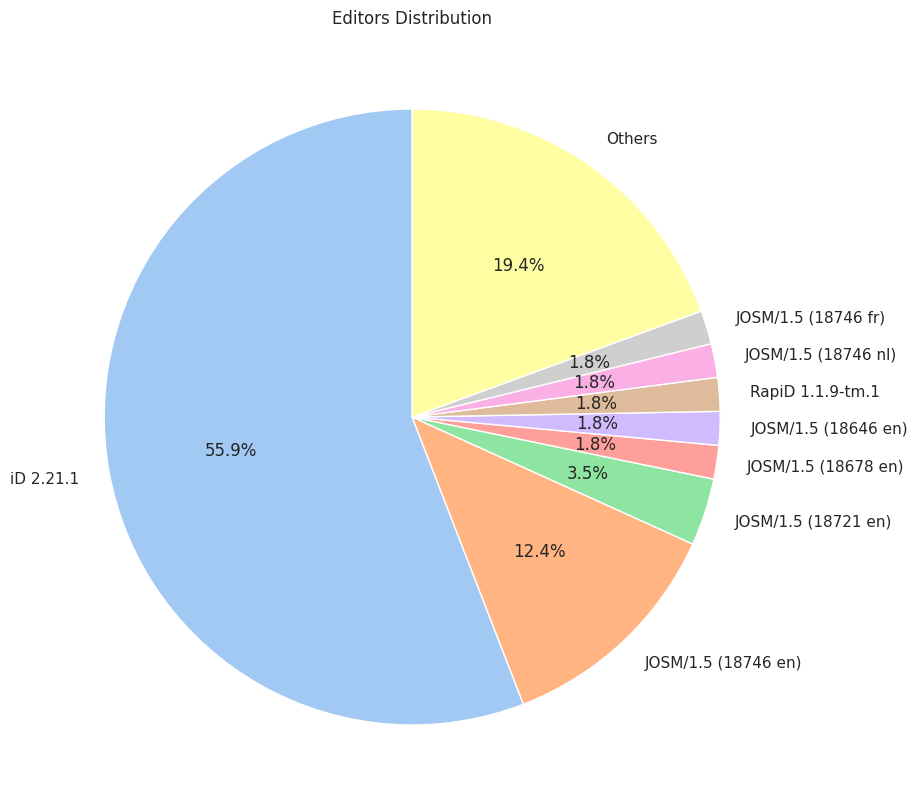 Editors Distribution
Others
19.4%
JOSM/1.5 (18746 fr)
1.8%
JOSM/1.5 (18746 nl)
1.8%
RapiD 1.1.9-tm.1
1.8%
JOSM/1.5 (18646 en)
1.8%
JOSM/1.5 (18678 en)
1.8%
55.9%
iD 2.21.1
3.5%
JOSM/1.5 (18721 en)
12.4%
JOSM/1.5 (18746 en)